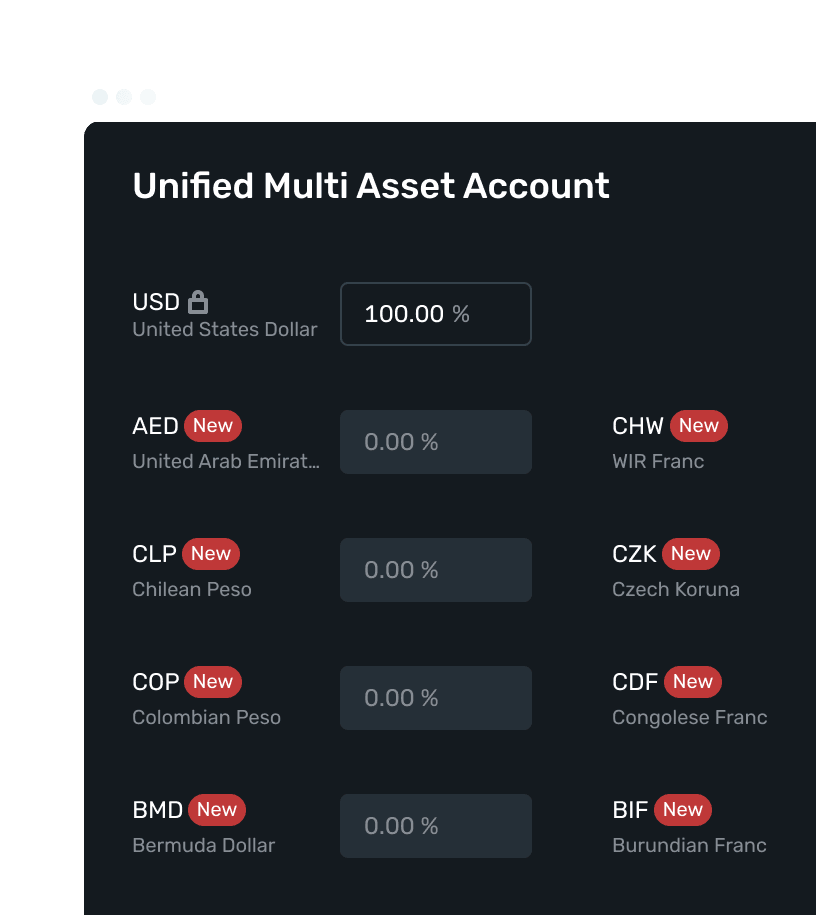 Unified Multi Asset Account
USD
United States Dollar
100.00 %
AED New
United Arab Emirat...
0.00 %
CHW New
WIR Franc
CLP New
Chilean Peso
0.00 %
CZK New
Czech Koruna
COP New
Colombian Peso
0.00 %
CDF New
Congolese Franc
BMD New
Bermuda Dollar
0.00 %
BIF New
Burundian Franc